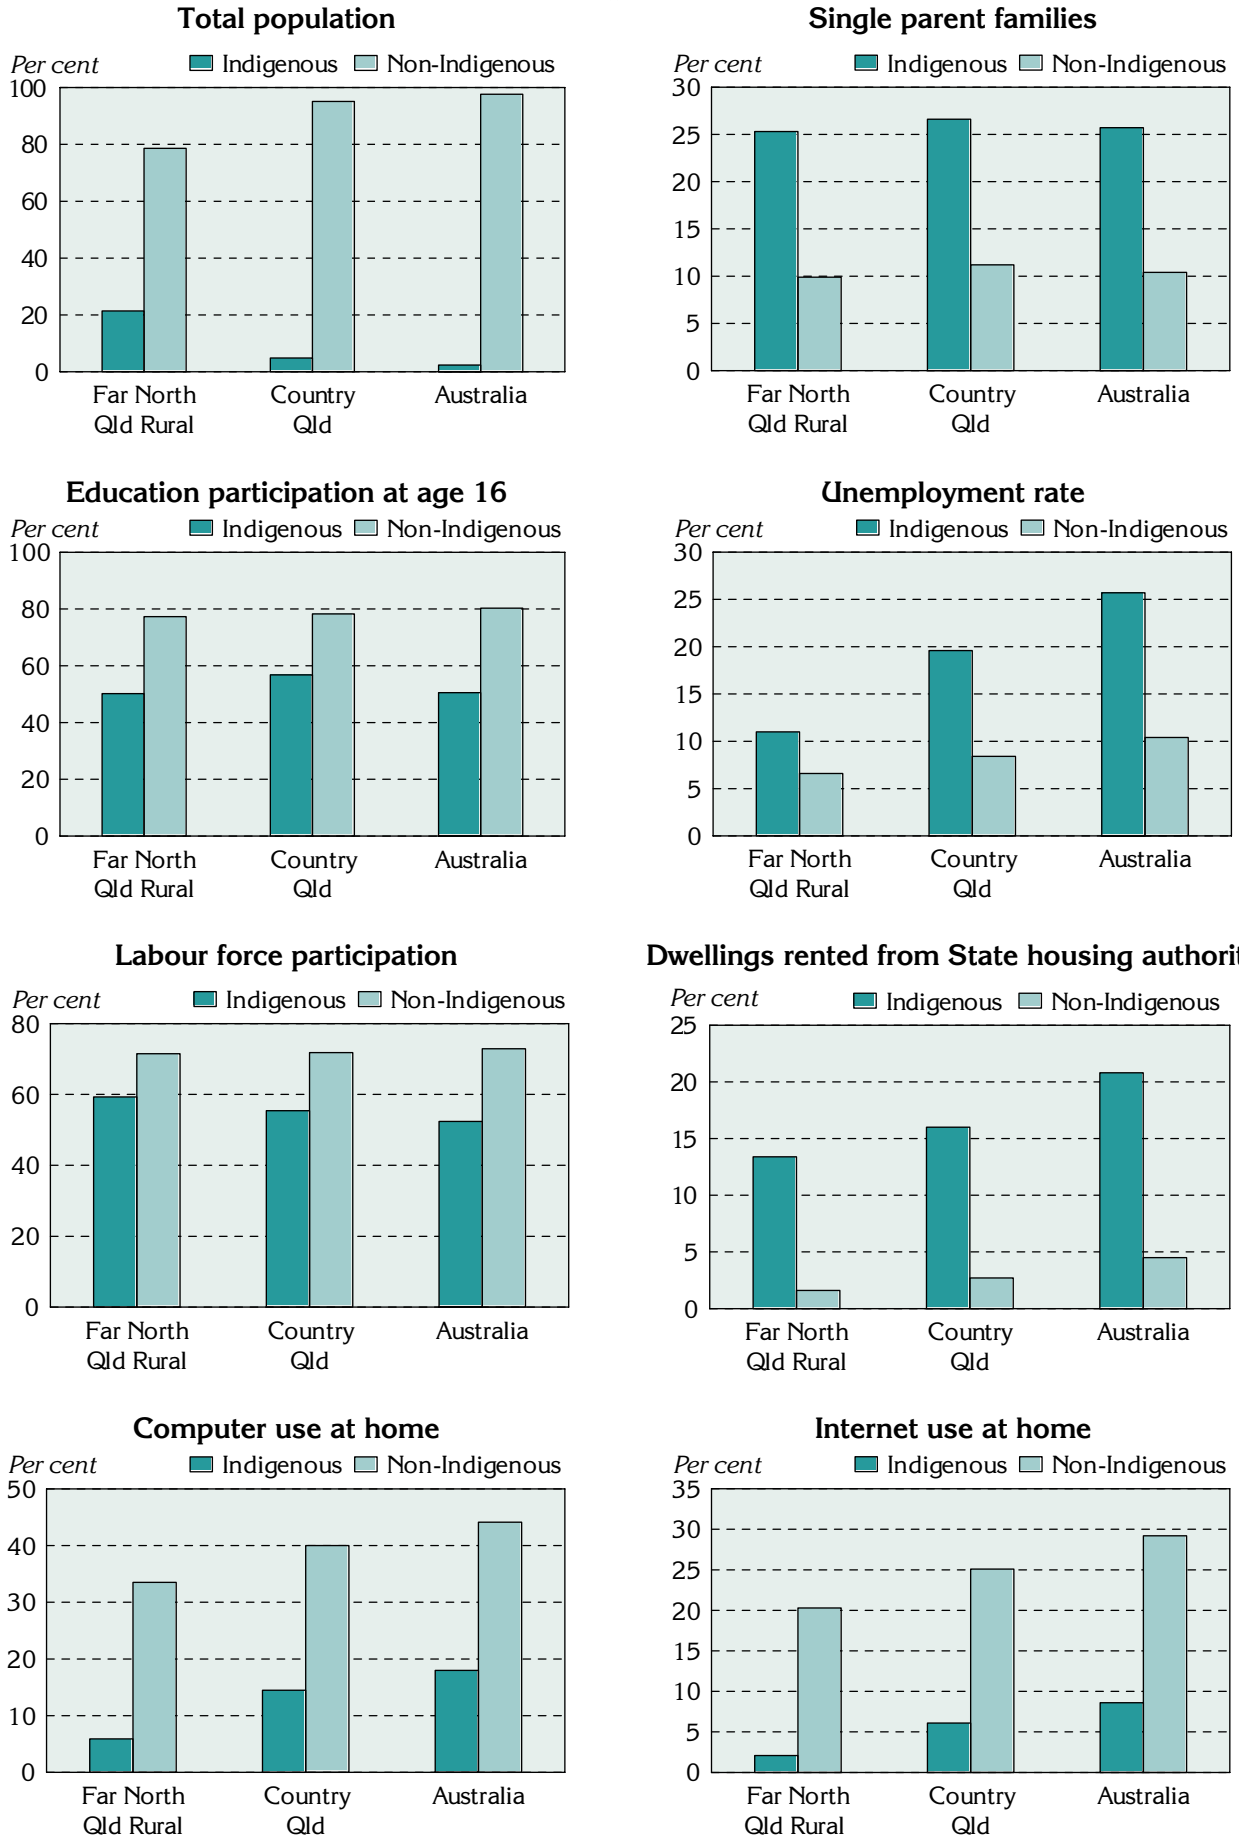 Total population
Per cent
Indigenous Non-Indigenous
100
80
60
40
20
0
Far North
Qld Rural
Country
Qld
Australia
Single parent families
Per cent
Indigenous Non-Indigenous
30
25
20
15
10
5
0
Far North
Qld Rural
Country
Qld
Australia
Education participation at age 16
Per cent
Indigenous Non-Indigenous
100
80
60
40
20
0
Far North
Qld Rural
Country
Qld
Australia
Unemployment rate
Per cent
Indigenous Non-Indigenous
30
25
20
15
10
5
0
Far North
Qld Rural
Country
Qld
Australia
Labour force participation
Per cent
Indigenous Non-Indigenous
80
60
40
20
0
Far North
Qld Rural
Country
Qld
Australia
Dwellings rented from State housing authorit
Per cent
Indigenous Non-Indigenous
25
20
15
10
5
0
Far North
Qld Rural
Country
Qld
Australia
Computer use at home
Per cent
Indigenous Non-Indigenous
50
40
30
20
10
0
Far North
Qld Rural
Country
Qld
Australia
Internet use at home
Per cent
Indigenous Non-Indigenous
35
30
25
20
15
10
5
0
Far North
Qld Rural
Country
Qld
Australia